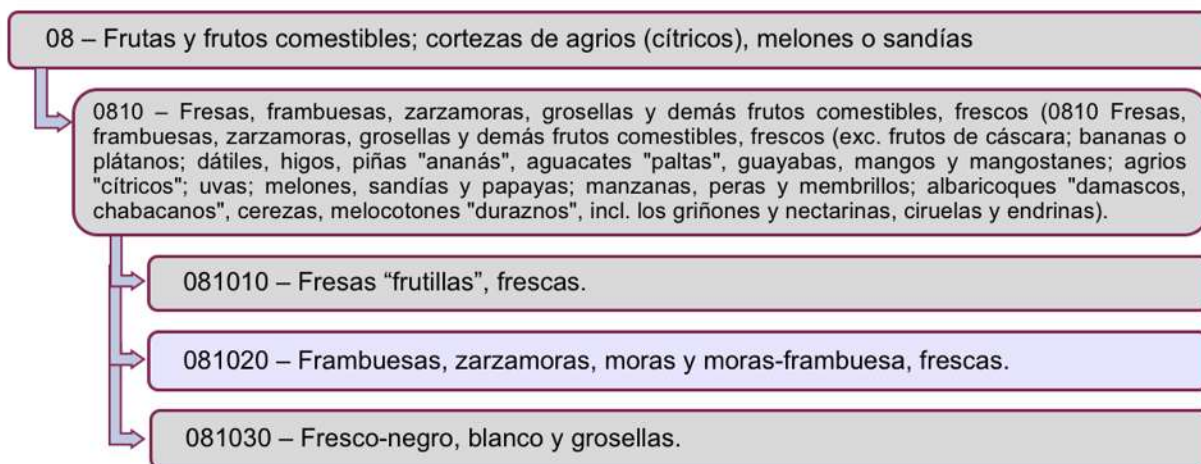 08 – Frutas y frutos comestibles; cortezas de agrios (cítricos), melones o sandías
0810 – Fresas, frambuesas, zarzamoras, grosellas y demás frutos comestibles, frescos (0810 Fresas,
frambuesas, zarzamoras, grosellas y demás frutos comestibles, frescos (exc. frutos de cáscara; bananas o
plátanos; dátiles, higos, piñas "ananás", aguacates "paltas", guayabas, mangos y mangostanes; agrios
"cítricos"; uvas; melones, sandías y papayas; manzanas, peras y membrillos; albaricoques "damascos,
chabacanos", cerezas, melocotones "duraznos", incl. los griñones y nectarinas, ciruelas y endrinas).
081010 – Fresas “frutillas”, frescas.
081020 – Frambuesas, zarzamoras, moras y moras-frambuesa, frescas.
081030 – Fresco-negro, blanco y grosellas.